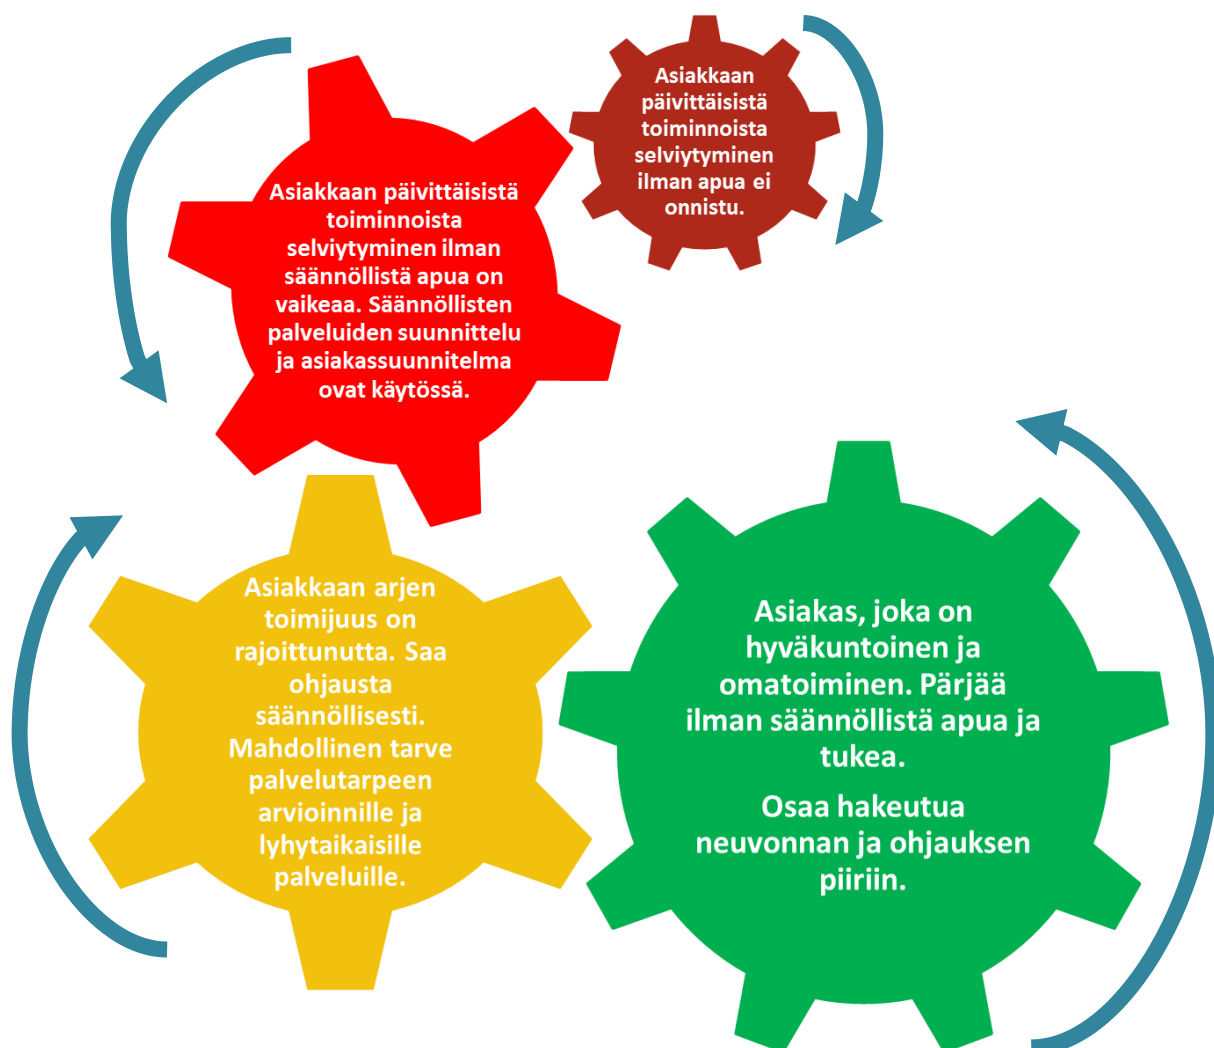 Asiakkaan
päivittäisistä
toiminnoista
selviytyminen
ilman apua ei
onnistu.
Asiakkaan päivittäisistä
toiminnoista
selviytyminen ilman
säännöllistä apua on
vaikeaa. Säännöllisten
palveluiden suunnittelu
ja asiakassuunnitelma
ovat käytössä.
Asiakkaan arjen
toimijuus on
rajoittunutta. Saa
ohjausta
säännöllisesti.
Mahdollinen tarve
palvelutarpeen
arvioinnille ja
lyhytaikaisille
palveluille.
Asiakas, joka on
hyväkuntoinen ja
omatoiminen. Pärjää
ilman säännöllistä apua ja
tukea.
Osaa hakeutua
neuvonnan ja ohjauksen
piiriin.